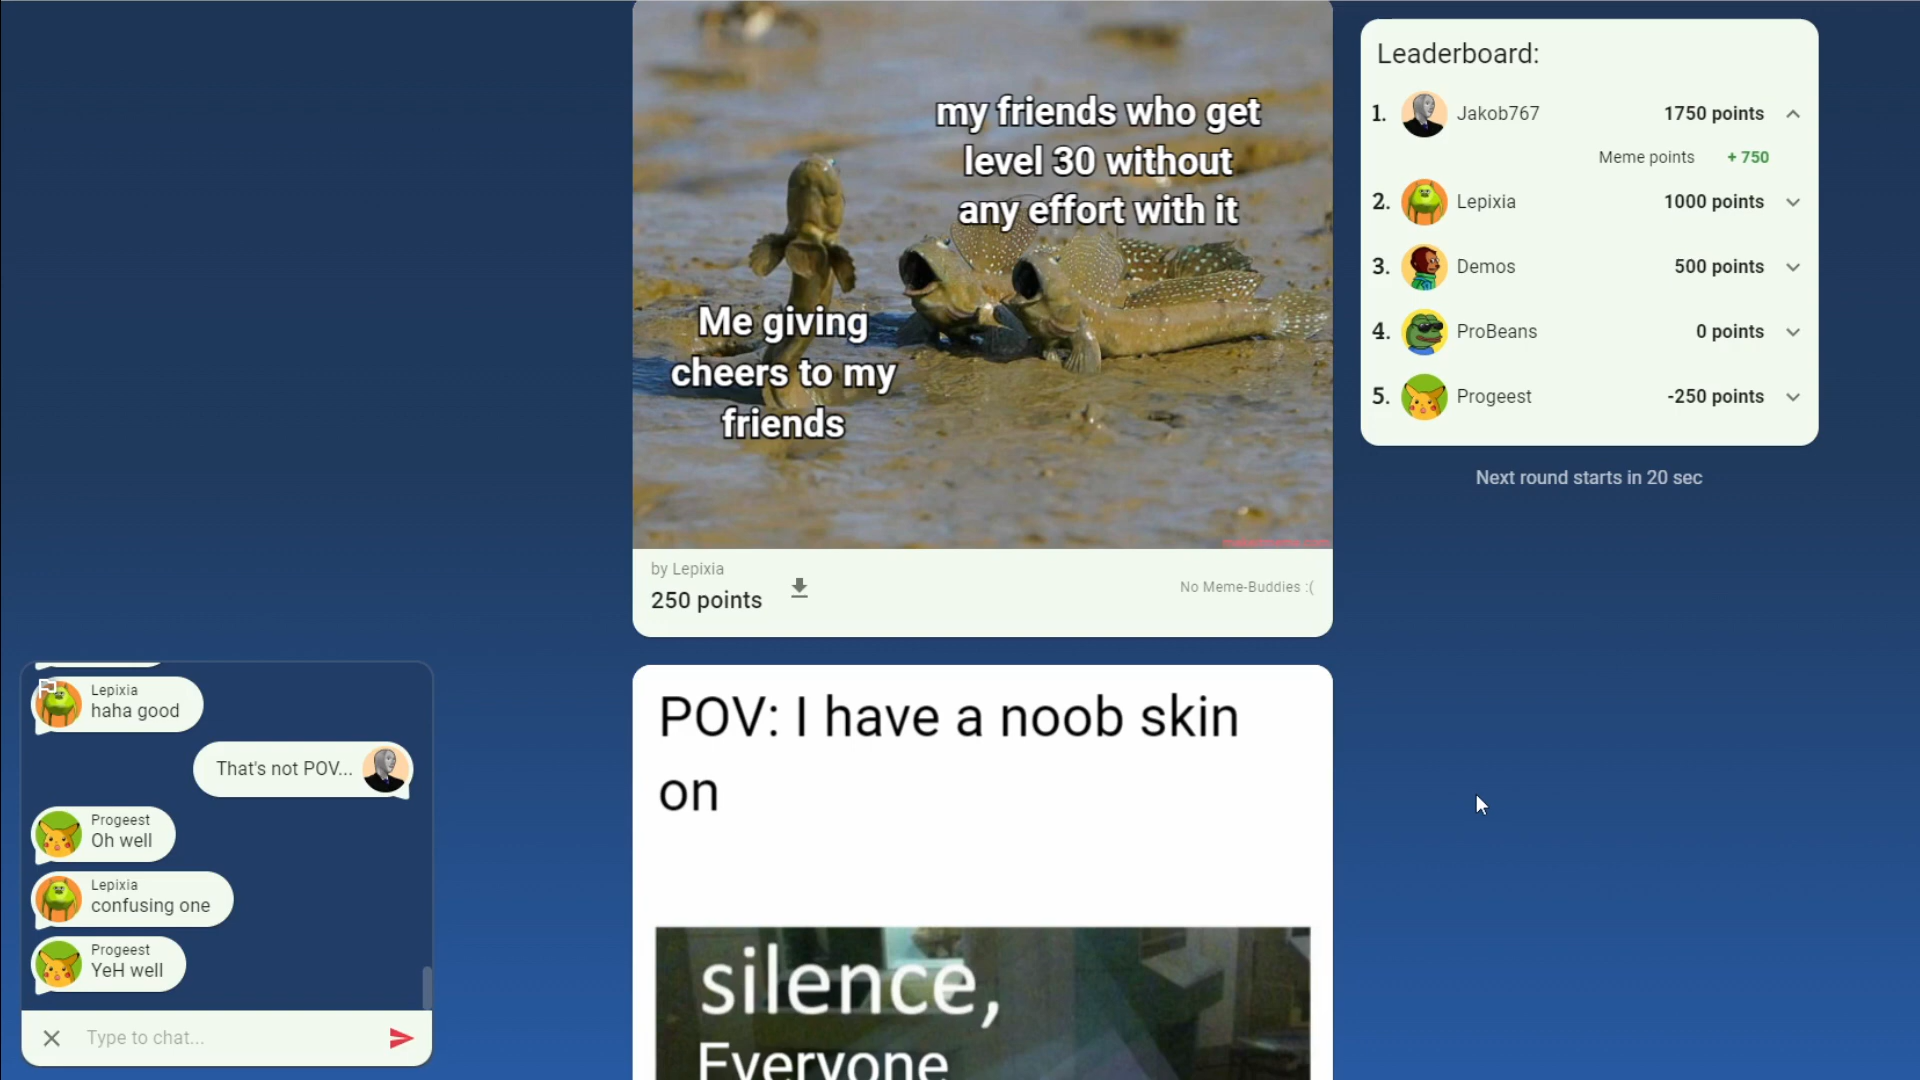 my friends who get
level 30 without
any effort with it
Me giving
cheers to my
friends
by Lepixia
250 points
No Meme-Buddies :(
POV: I have a noob skin
on
silence,
Everyone
Leaderboard:
1. Jakob767 1750 points
Meme points + 750
2. Lepixia 1000 points
3. Demos 500 points
4. ProBeans 0 points
5. Progeest -250 points
Next round starts in 20 sec
Lepixia
haha good
That's not POV...
Progeest
Oh well
Lepixia
confusing one
Progeest
YeH well
Type to chat...